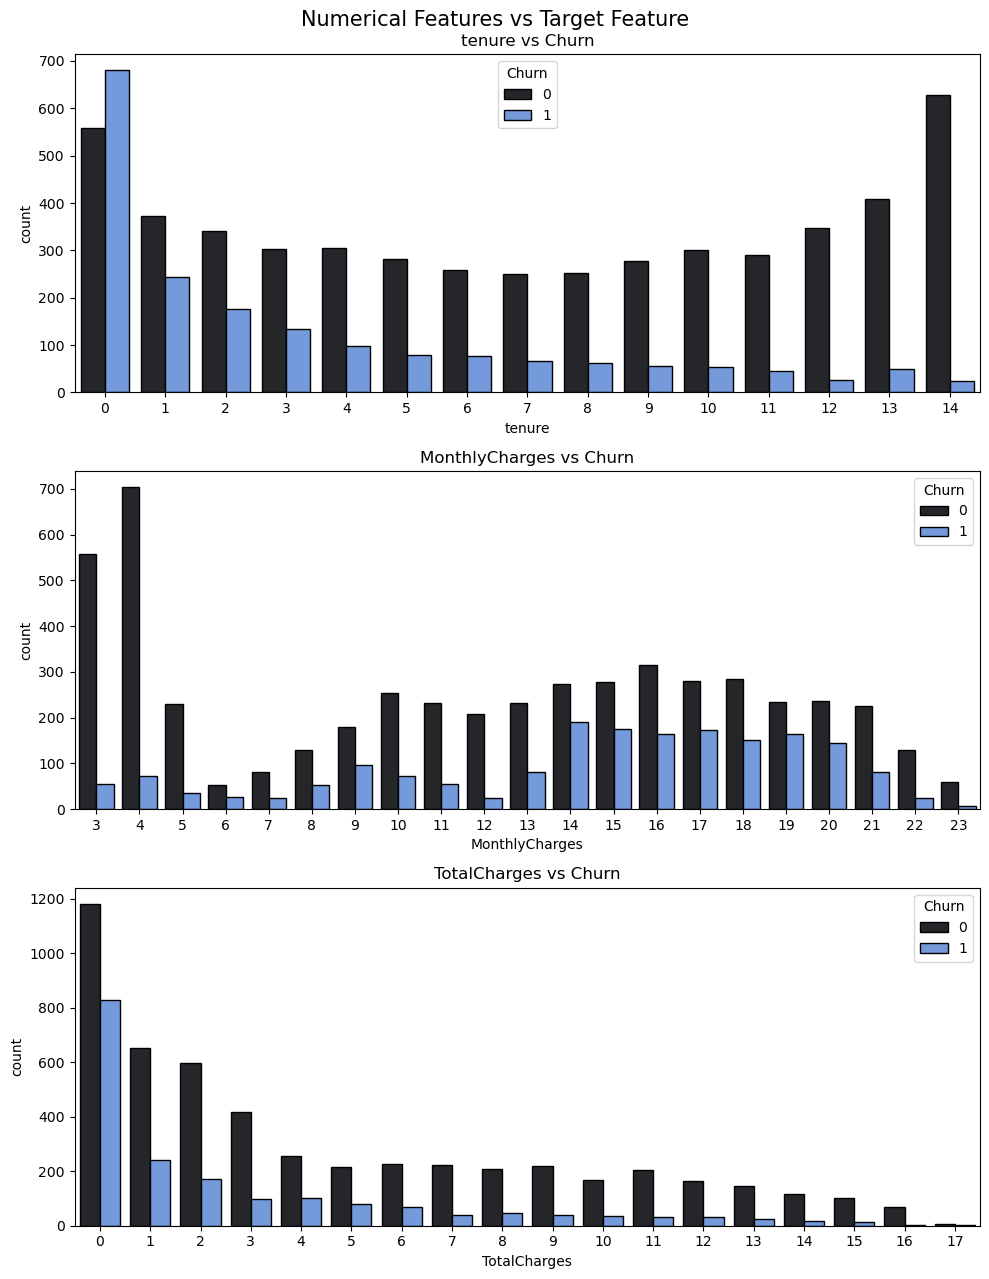 Numerical Features vs Target Feature
tenure vs Churn
700
600
500
400
300
200
100
0
count
Churn
0
1
0 1 2 3 4 5 6 7 8 9 10 11 12 13 14
tenure
MonthlyCharges vs Churn
700
600
500
400
300
200
100
0
count
Churn
0
1
3 4 5 6 7 8 9 10 11 12 13 14 15 16 17 18 19 20 21 22 23
MonthlyCharges
TotalCharges vs Churn
1200
1000
800
600
400
200
0
count
Churn
0
1
0 1 2 3 4 5 6 7 8 9 10 11 12 13 14 15 16 17
TotalCharges